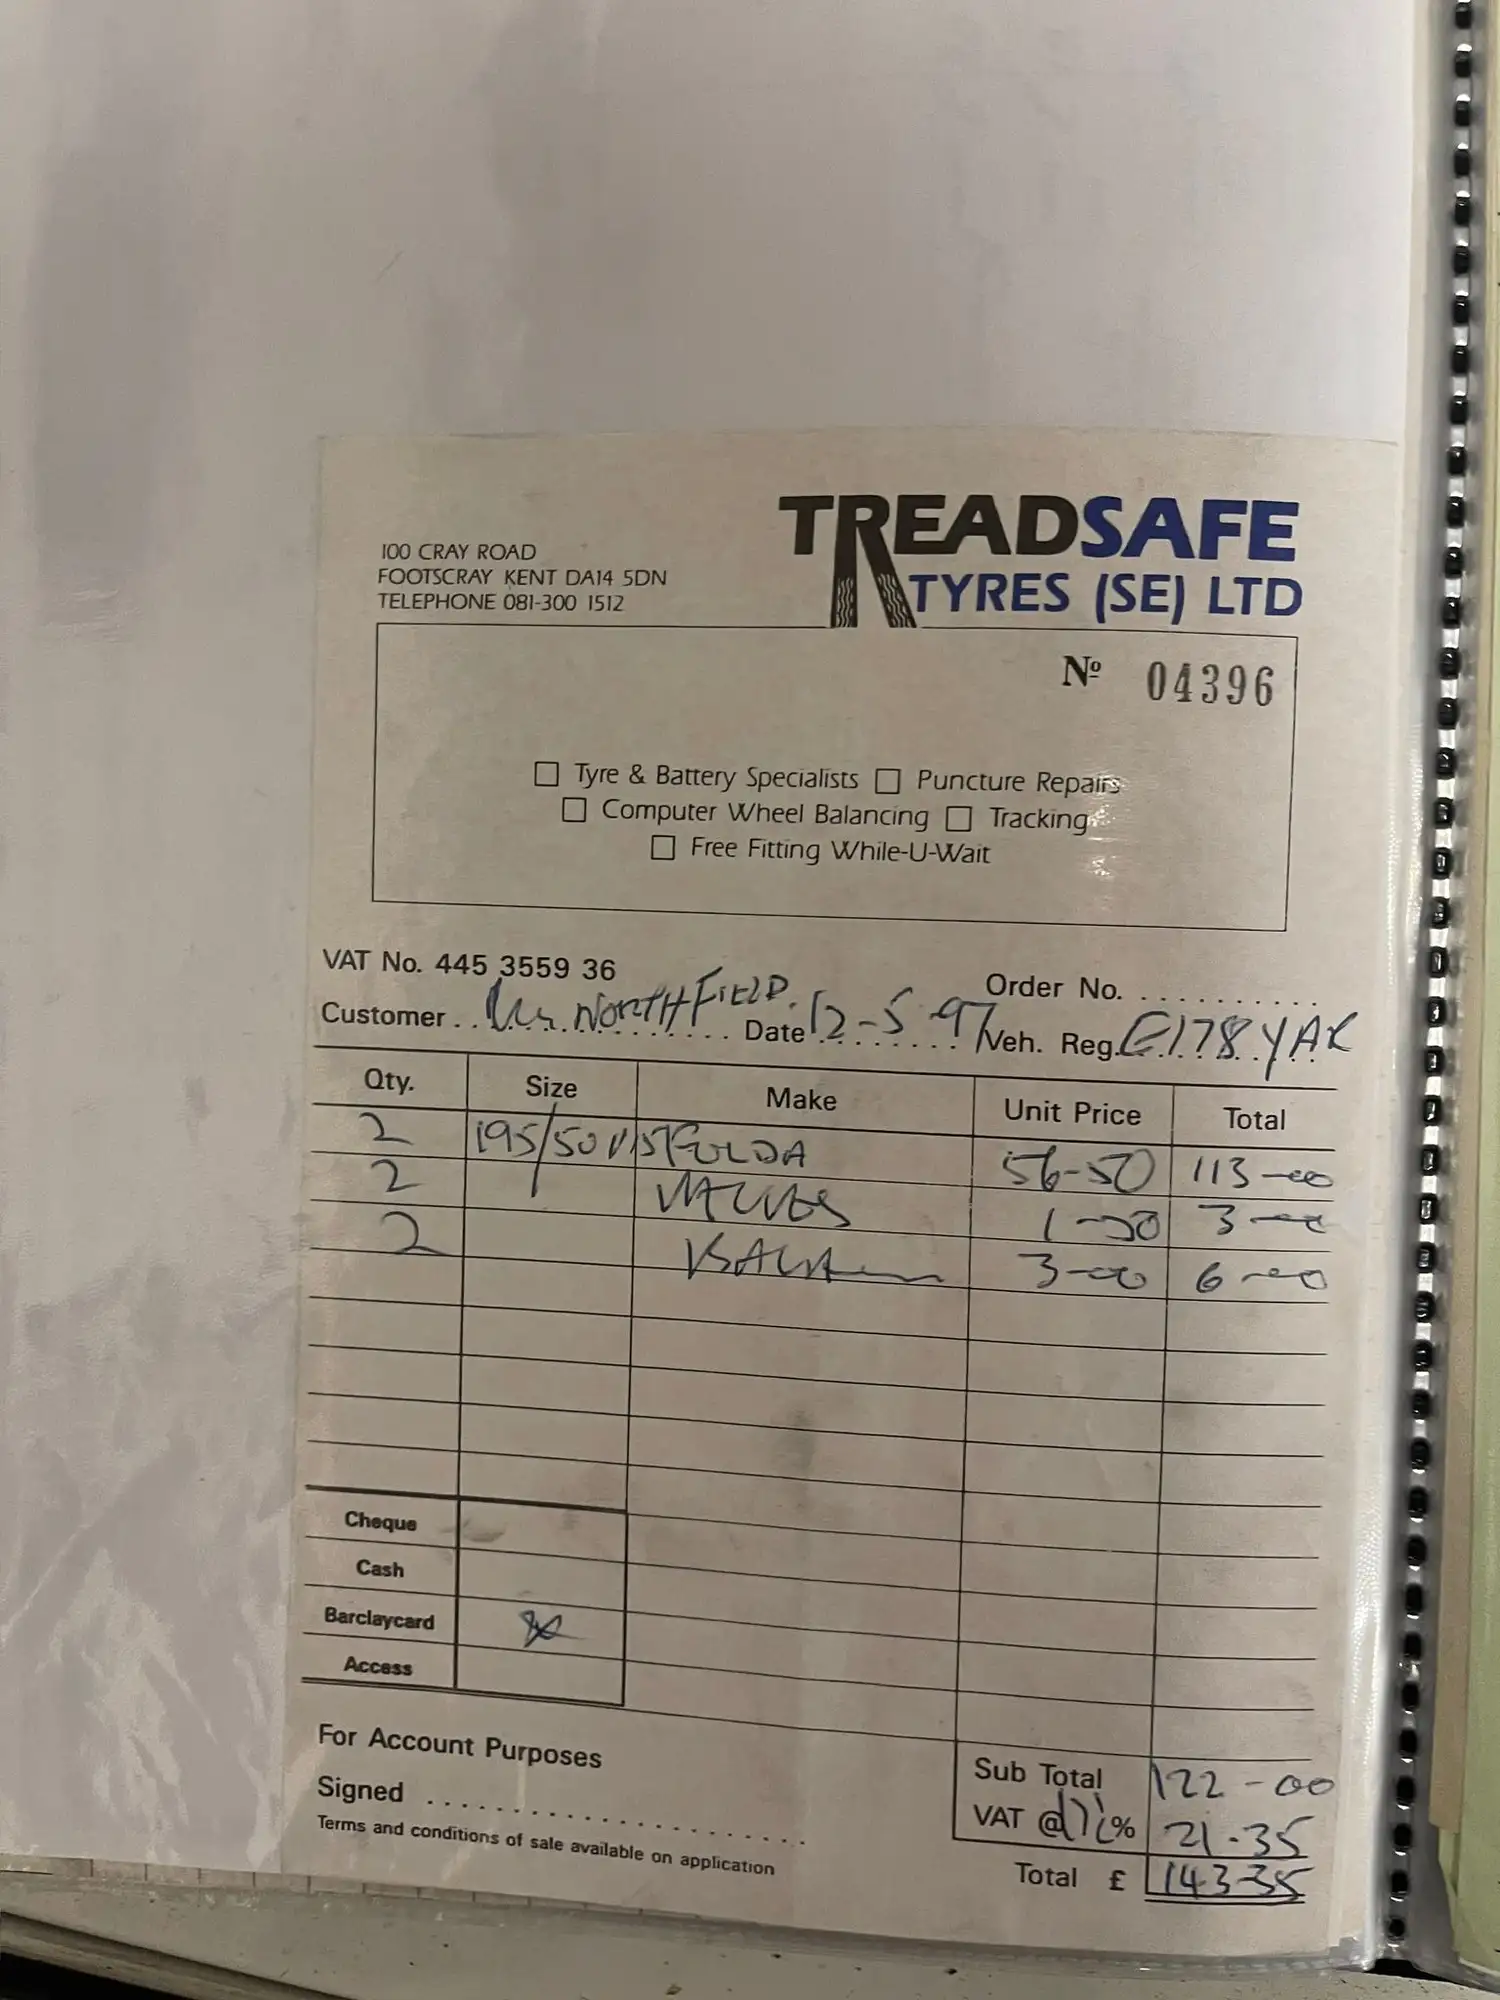 TREADSAFE
TYRES (SE) LTD
100 CRAY ROAD
FOOTSCRAY KENT DA14 5DN
TELEPHONE 081-300 1512
Nº 04396
Tyre & Battery Specialists Puncture Repairs
Computer Wheel Balancing Tracking
Free Fitting While-U-Wait
VAT No. 445 3559 36 Order No.
Customer NORTHFIELD. Date 12-5-97 Veh. Reg. E178 YAR
Qty. Size Make Unit Price Total
2 195/50V15 FULDA 56-50 113-00
2 VALVES 1-50 3-00
2 3-00 6-00
Cheque
Cash
Barclaycard
Access
For Account Purposes
Signed
Terms and conditions of sale available on application
Sub Total 122-00
VAT @ 17½% 21-35
Total £ 143-35